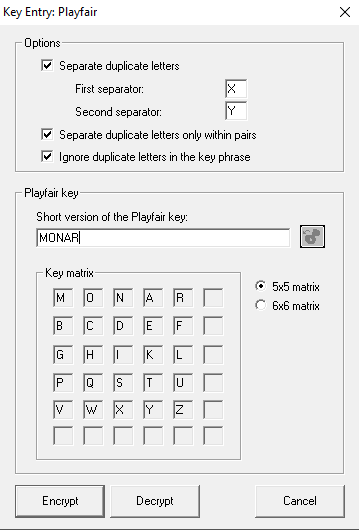 Key Entry: Playfair
Options
Separate duplicate letters
First separator: X
Second separator: Y
Separate duplicate letters only within pairs
Ignore duplicate letters in the key phrase
Playfair key
Short version of the Playfair key:
MONAR
Key matrix
M O N A R
B C D E F
G H I K L
P Q S T U
V W X Y Z
5x5 matrix
6x6 matrix
Encrypt Decrypt Cancel